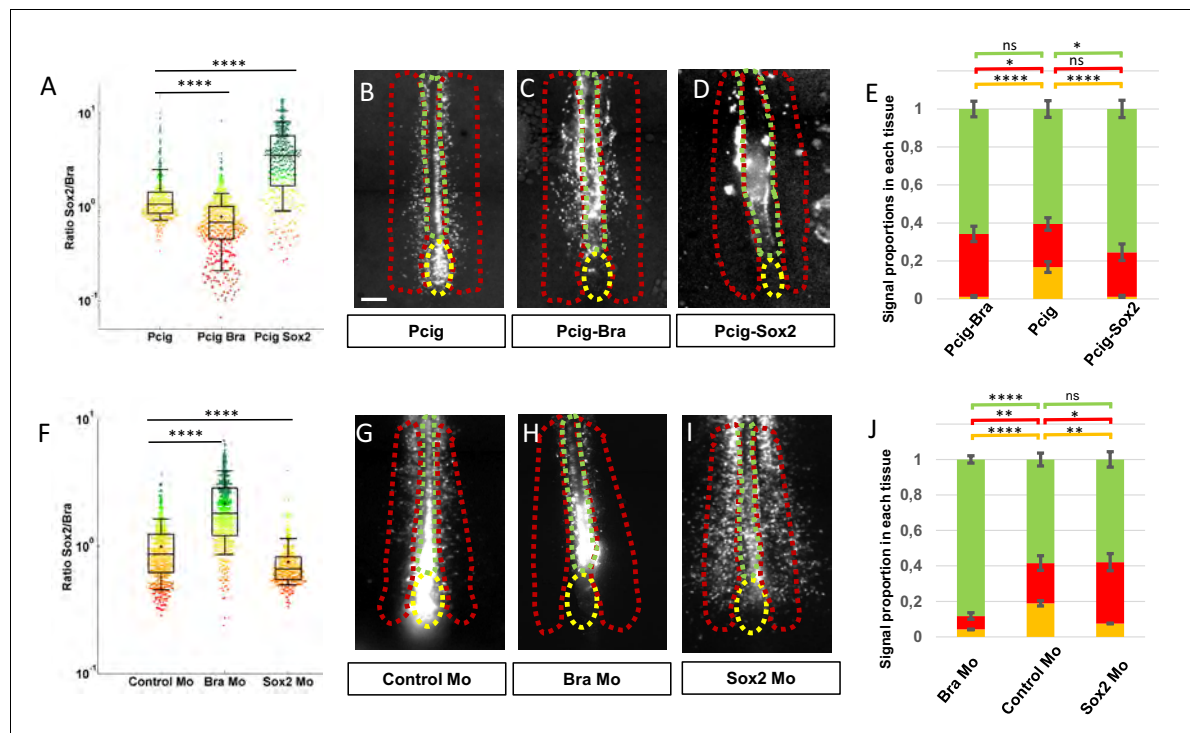 A
Ratio Sox2/Bra
10¹
10⁰
10⁻¹
****
****
Pcig
Pcig Bra
Pcig Sox2
B
Pcig
C
Pcig-Bra
D
Pcig-Sox2
E
ns
*
*
ns
****
****
Signal proportions in each tissue
1
0,8
0,6
0,4
0,2
0
Pcig-Bra
Pcig
Pcig-Sox2
F
Ratio Sox2/Bra
10¹
10⁰
10⁻¹
****
****
Control Mo
Bra Mo
Sox2 Mo
G
Control Mo
H
Bra Mo
I
Sox2 Mo
J
****
ns
**
*
****
**
Signal proportion in each tissue
1
0,8
0,6
0,4
0,2
0
Bra Mo
Control Mo
Sox2 Mo